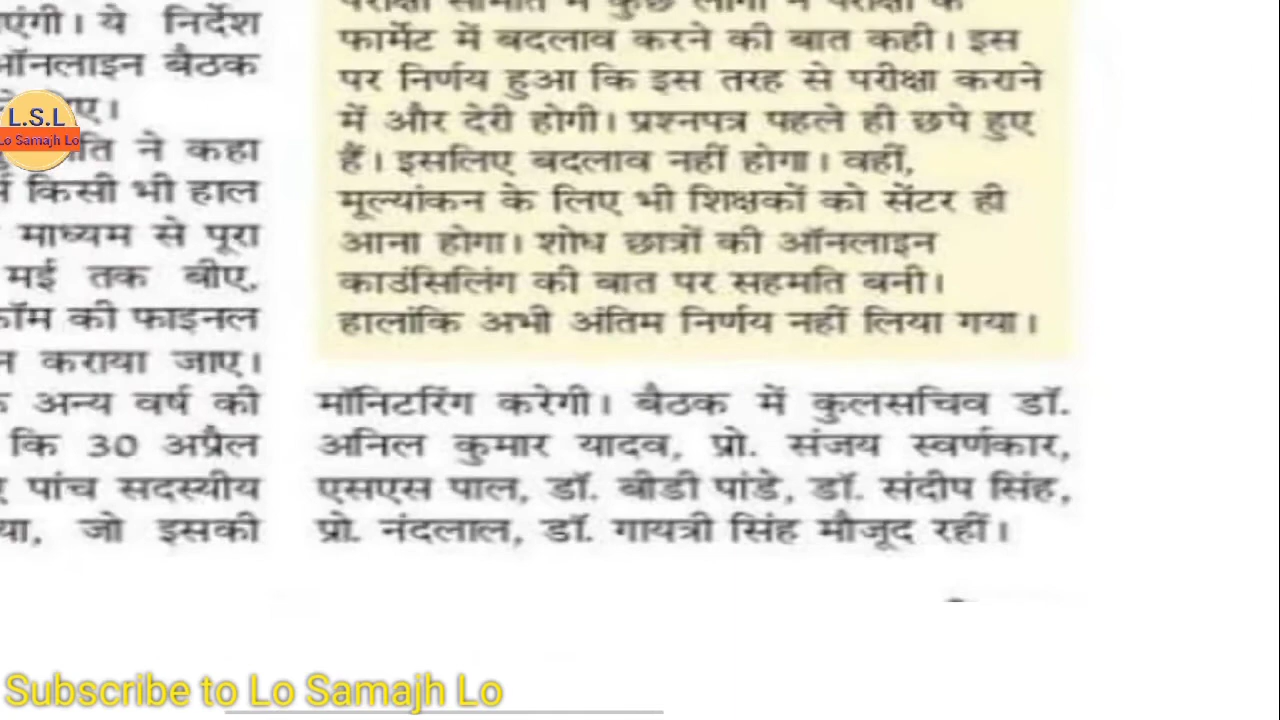 एंगी। ये निर्देश
ऑनलाइन बैठक
ए।
ति ने कहा
किसी भी हाल
माध्यम से पूरा
मई तक बीए,
फॉर्म की फाइनल
न कराया जाए।
अन्य वर्ष की
कि 30 अप्रैल
पांच सदस्यीय
या, जो इसकी
L.S.L
Lo Samajh Lo
परीक्षा समिति में कुछ लोगों ने परीक्षा के
फार्मेट में बदलाव करने की बात कही। इस
पर निर्णय हुआ कि इस तरह से परीक्षा कराने
में और देरी होगी। प्रश्नपत्र पहले ही छपे हुए
हैं। इसलिए बदलाव नहीं होगा। वहीं,
मूल्यांकन के लिए भी शिक्षकों को सेंटर ही
आना होगा। शोध छात्रों की ऑनलाइन
काउंसिलिंग की बात पर सहमति बनी।
हालांकि अभी अंतिम निर्णय नहीं लिया गया।
मॉनिटरिंग करेगी। बैठक में कुलसचिव डॉ.
अनिल कुमार यादव, प्रो. संजय स्वर्णकार,
एसएस पाल, डॉ. बीडी पांडे, डॉ. संदीप सिंह,
प्रो. नंदलाल, डॉ. गायत्री सिंह मौजूद रहीं।
Subscribe to Lo Samajh Lo